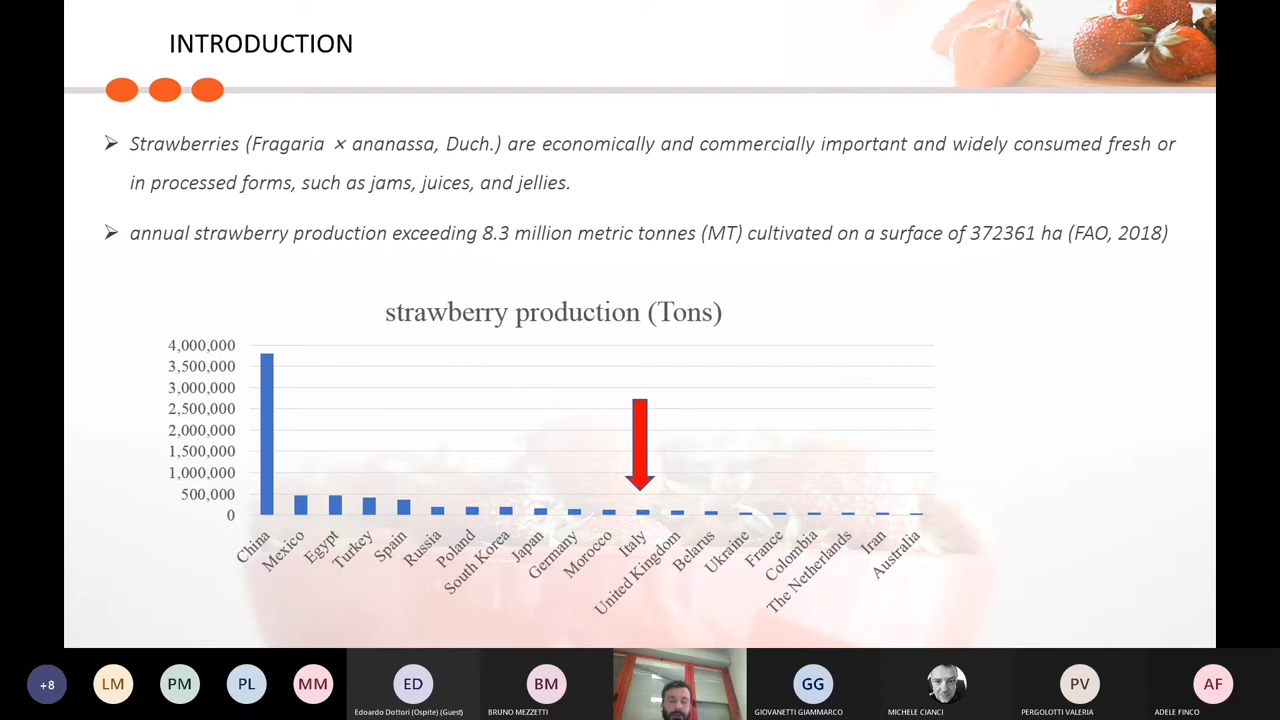 INTRODUCTION
Strawberries (Fragaria × ananassa, Duch.) are economically and commercially important and widely consumed fresh or
in processed forms, such as jams, juices, and jellies.
annual strawberry production exceeding 8.3 million metric tonnes (MT) cultivated on a surface of 372361 ha (FAO, 2018)
strawberry production (Tons)
4,000,000
3,500,000
3,000,000
2,500,000
2,000,000
1,500,000
1,000,000
500,000
0
China
Mexico
Egypt
Turkey
Spain
Russia
Poland
South Korea
Japan
Germany
Morocco
Italy
United Kingdom
Belarus
Ukraine
France
Colombia
The Netherlands
Iran
Australia
+8
LM
PM
PL
MM
ED
Edoardo Dottori (Ospite) (Guest)
BM
BRUNO MEZZETTI
GG
GIOVANETTI GIAMMARCO
MICHELE CIANCI
PV
PERGOLOTTI VALERIA
AF
ADELE FINCO